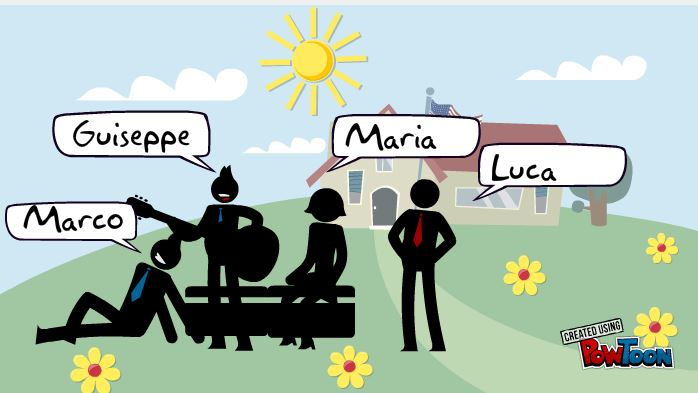 Guiseppe
Maria
Luca
Marco
CREATED USING
POWTOON